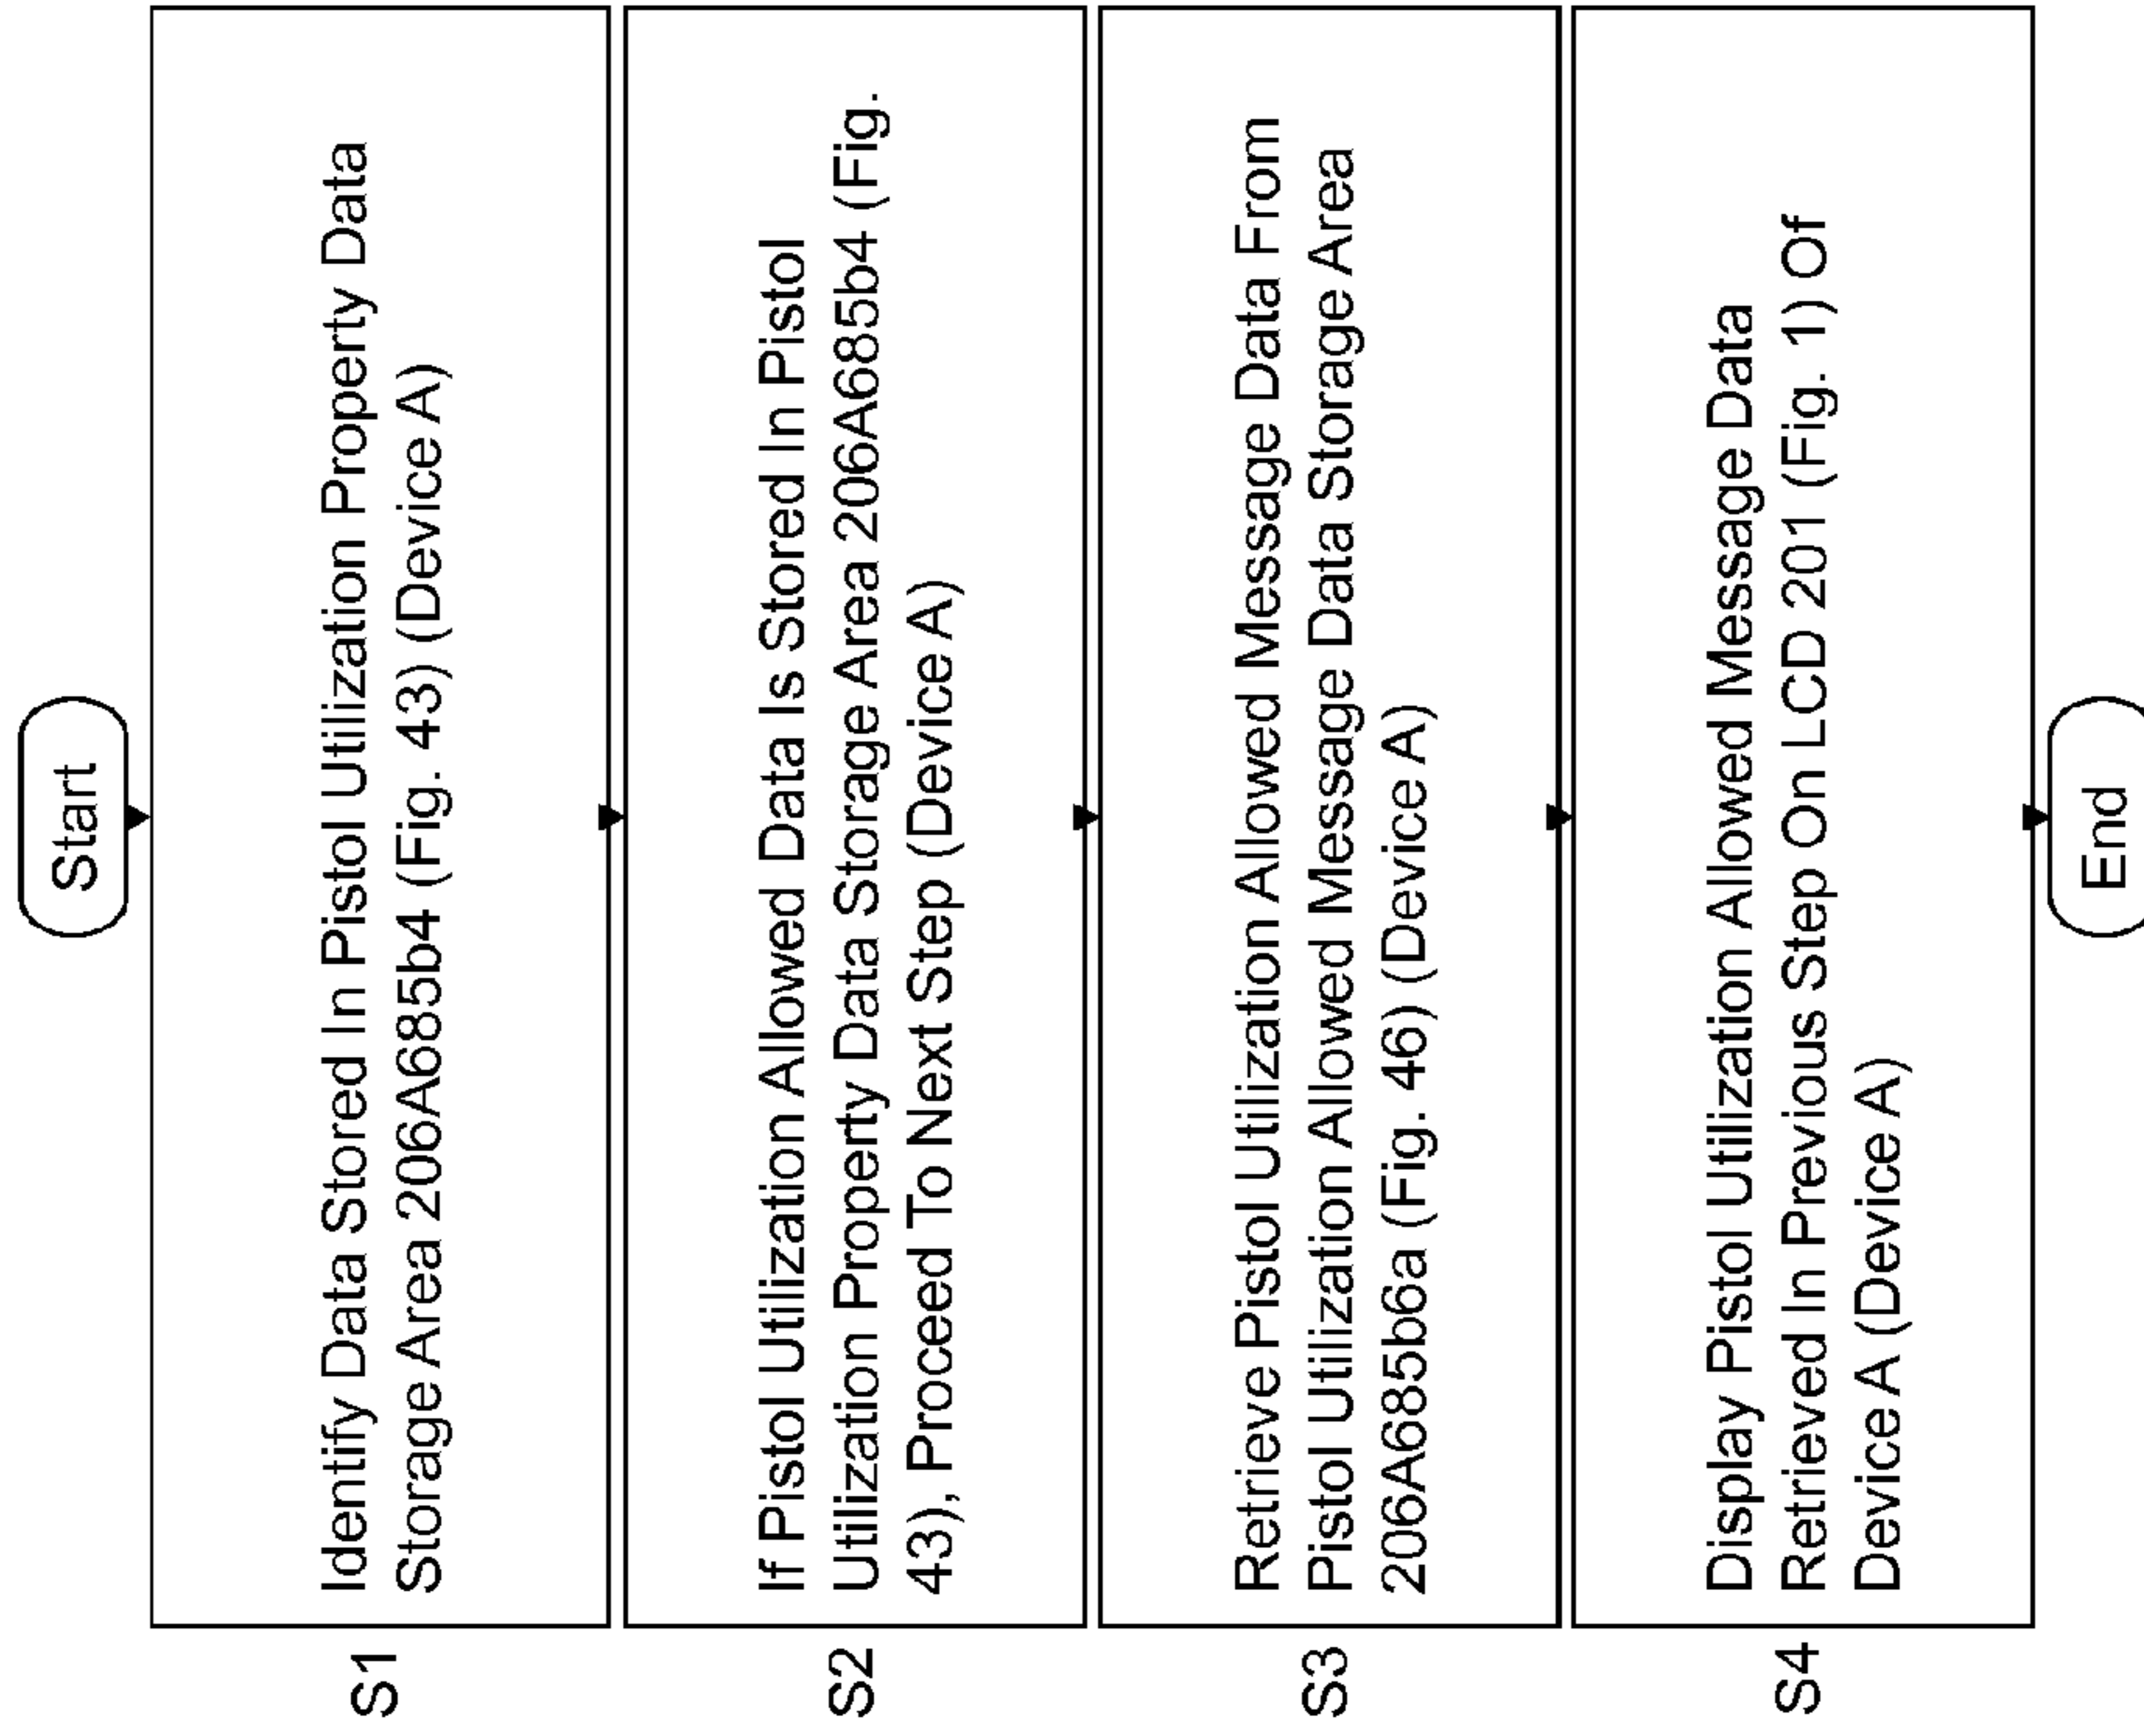 Start
S1
Identify Data Stored In Pistol Utilization Property Data
Storage Area 206A685b4 (Fig. 43) (Device A)
S2
If Pistol Utilization Allowed Data Is Stored In Pistol
Utilization Property Data Storage Area 206A685b4 (Fig.
43), Proceed To Next Step (Device A)
S3
Retrieve Pistol Utilization Allowed Message Data From
Pistol Utilization Allowed Message Data Storage Area
206A685b6a (Fig. 46) (Device A)
S4
Display Pistol Utilization Allowed Message Data
Retrieved In Previous Step On LCD 201 (Fig. 1) Of
Device A (Device A)
End